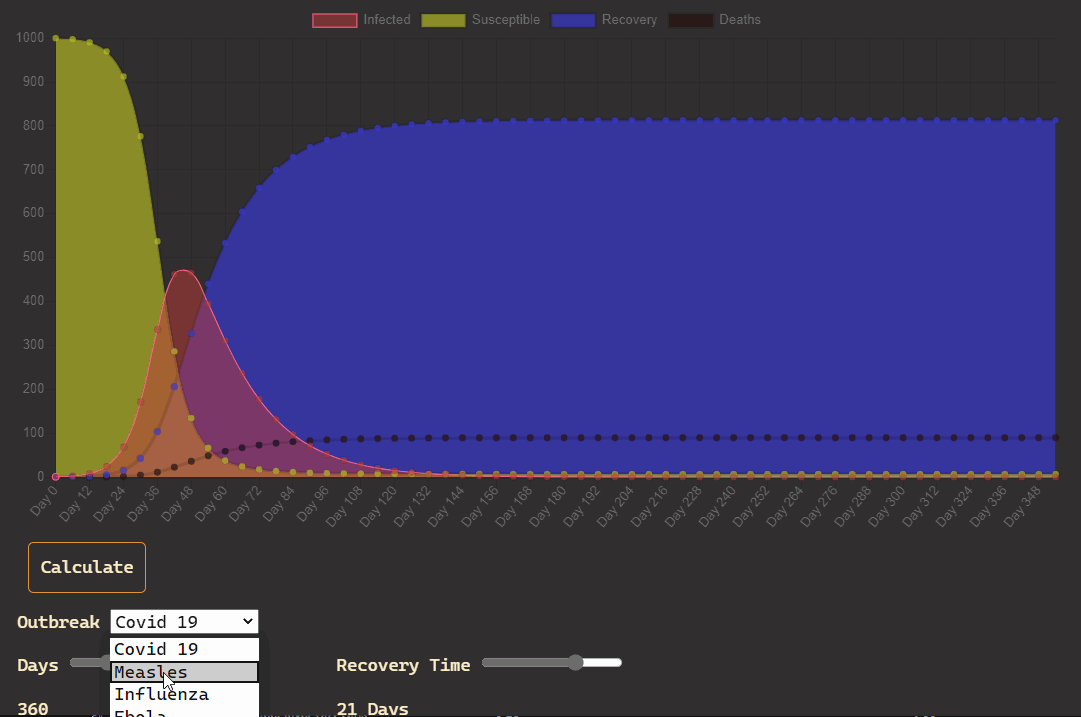 Infected Susceptible Recovery Deaths
1000
900
800
700
600
500
400
300
200
100
0
Day 0 Day 12 Day 24 Day 36 Day 48 Day 60 Day 72 Day 84 Day 96 Day 108 Day 120 Day 132 Day 144 Day 156 Day 168 Day 180 Day 192 Day 204 Day 216 Day 228 Day 240 Day 252 Day 264 Day 276 Day 288 Day 300 Day 312 Day 324 Day 336 Day 348
Calculate
Outbreak Covid 19
Covid 19
Days Recovery Time
Measles
Influenza
360 21 Days
Ebola